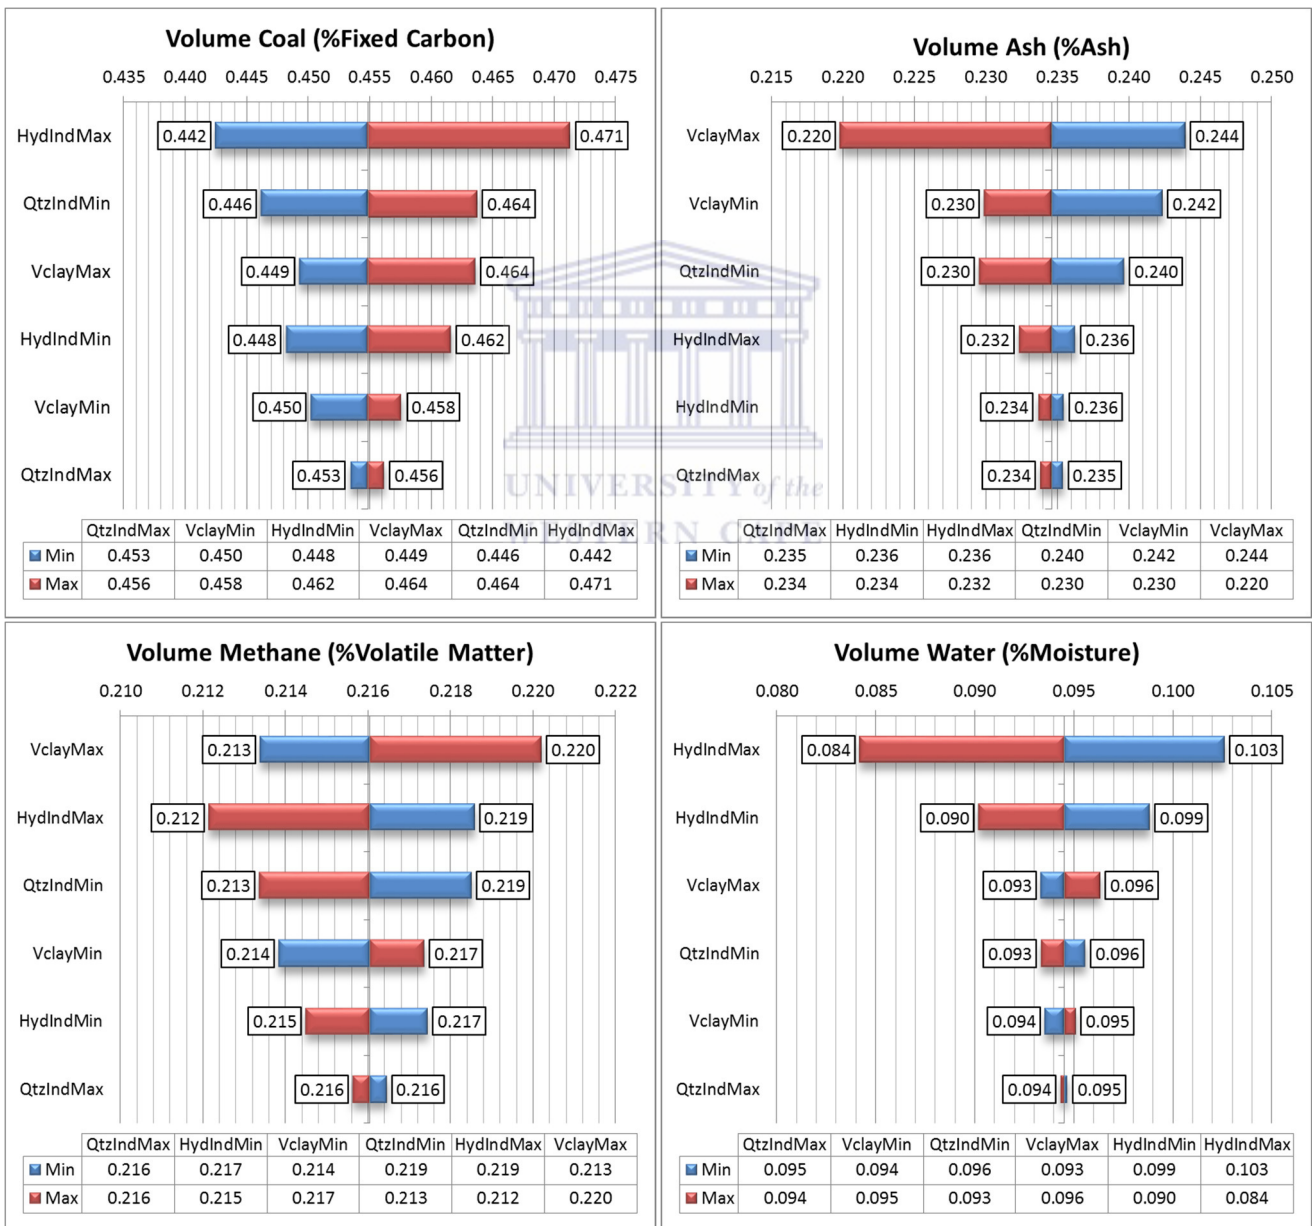 Volume Coal (%Fixed Carbon)
0.435 0.440 0.445 0.450 0.455 0.460 0.465 0.470 0.475
HydIndMax 0.442 0.471
QtzIndMin 0.446 0.464
VclayMax 0.449 0.464
HydIndMin 0.448 0.462
VclayMin 0.450 0.458
QtzIndMax 0.453 0.456
QtzIndMax VclayMin HydIndMin VclayMax QtzIndMin HydIndMax
Min 0.453 0.450 0.448 0.449 0.446 0.442
Max 0.456 0.458 0.462 0.464 0.464 0.471
Volume Ash (%Ash)
0.215 0.220 0.225 0.230 0.235 0.240 0.245 0.250
VclayMax 0.220 0.244
VclayMin 0.230 0.242
QtzIndMin 0.230 0.240
HydIndMax 0.232 0.236
HydIndMin 0.234 0.236
QtzIndMax 0.234 0.235
QtzIndMax HydIndMin HydIndMax QtzIndMin VclayMin VclayMax
Min 0.235 0.236 0.236 0.240 0.242 0.244
Max 0.234 0.234 0.232 0.230 0.230 0.220
UNIVERSITY of the
WESTERN CAPE
Volume Methane (%Volatile Matter)
0.210 0.212 0.214 0.216 0.218 0.220 0.222
VclayMax 0.213 0.220
HydIndMax 0.212 0.219
QtzIndMin 0.213 0.219
VclayMin 0.214 0.217
HydIndMin 0.215 0.217
QtzIndMax 0.216 0.216
QtzIndMax HydIndMin VclayMin QtzIndMin HydIndMax VclayMax
Min 0.216 0.217 0.214 0.219 0.219 0.213
Max 0.216 0.215 0.217 0.213 0.212 0.220
Volume Water (%Moisture)
0.080 0.085 0.090 0.095 0.100 0.105
HydIndMax 0.084 0.103
HydIndMin 0.090 0.099
VclayMax 0.093 0.096
QtzIndMin 0.093 0.096
VclayMin 0.094 0.095
QtzIndMax 0.094 0.095
QtzIndMax VclayMin QtzIndMin VclayMax HydIndMin HydIndMax
Min 0.095 0.094 0.096 0.093 0.099 0.103
Max 0.094 0.095 0.093 0.096 0.090 0.084